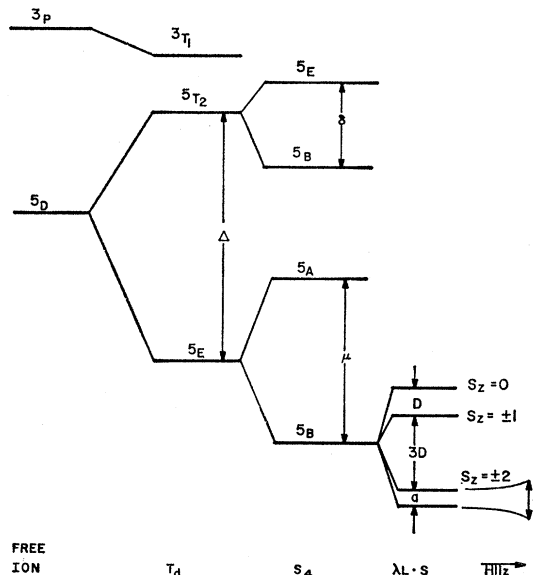 3P
3T1
5E
5T2
δ
5B
5D
Δ
5A
μ
5E
Sz=0
D
Sz=±1
5B
3D
Sz=±2
a
FREE
ION Td S4 λL·S H||z